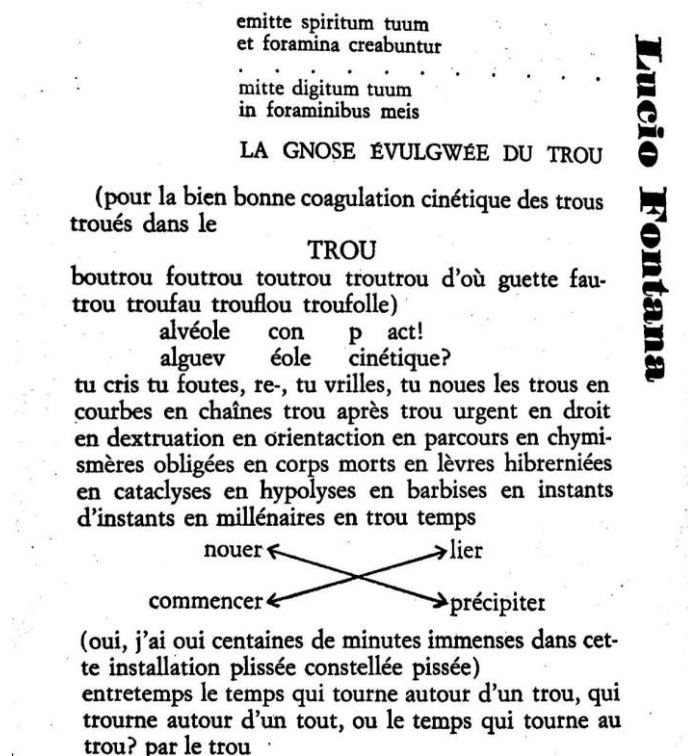 emitte spiritum tuum
et foramina creabuntur
. . . . . . . . . . . .
mitte digitum tuum
in foraminibus meis
LA GNOSE ÉVULGWÉE DU TROU
(pour la bien bonne coagulation cinétique des trous
troués dans le
TROU
boutrou foutrou toutrou troutrou d'où guette fau-
trou troufau trouflou troufolle)
alvéole con p act!
alguev éole cinétique?
tu cris tu foutes, re-, tu vrilles, tu noues les trous en
courbes en chaînes trou après trou urgent en droit
en dextruation en orientaction en parcours en chymi-
smères obligées en corps morts en lèvres hibrerniées
en cataclyses en hypolyses en barbises en instants
d'instants en millénaires en trou temps
nouer lier
commencer précipiter
(oui, j'ai oui centaines de minutes immenses dans cet-
te installation plissée constellée pissée)
entretemps le temps qui tourne autour d'un trou, qui
trourne autour d'un tout, ou le temps qui tourne au
trou? par le trou
Lucio Fontana